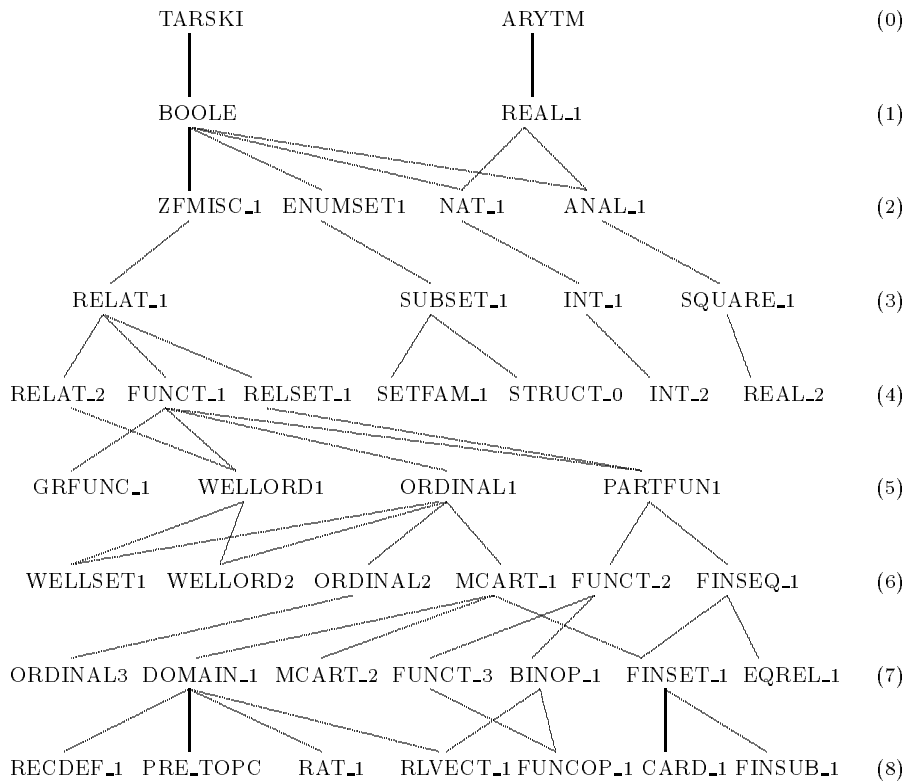 TARSKI ARYTM (0)
BOOLE REAL_1 (1)
ZFMISC_1 ENUMSET1 NAT_1 ANAL_1 (2)
RELAT_1 SUBSET_1 INT_1 SQUARE_1 (3)
RELAT_2 FUNCT_1 RELSET_1 SETFAM_1 STRUCT_0 INT_2 REAL_2 (4)
GRFUNC_1 WELLORD1 ORDINAL1 PARTFUN1 (5)
WELLSET1 WELLORD2 ORDINAL2 MCART_1 FUNCT_2 FINSEQ_1 (6)
ORDINAL3 DOMAIN_1 MCART_2 FUNCT_3 BINOP_1 FINSET_1 EQREL_1 (7)
RECDEF_1 PRE_TOPC RAT_1 RLVECT_1 FUNCOP_1 CARD_1 FINSUB_1 (8)